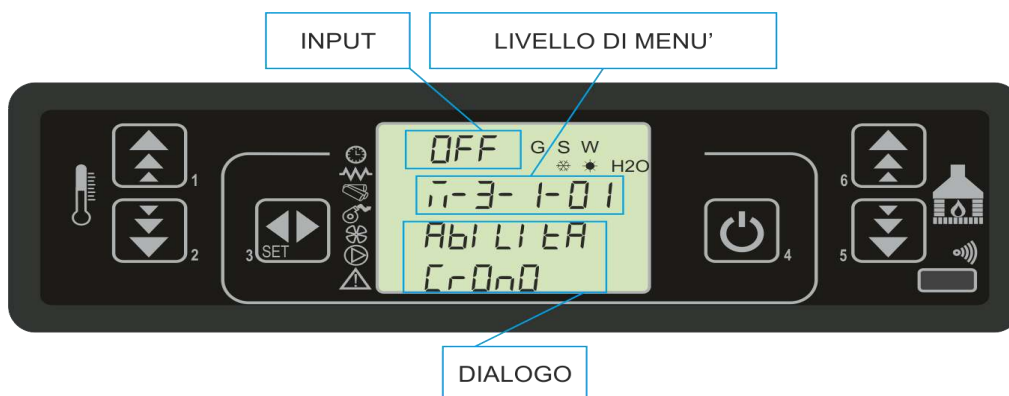 INPUT
LIVELLO DI MENU'
OFF G S W
H2O
m-3-1-01
AbiLitA
CrOnO
1
2
3 SET
4
6
5
DIALOGO